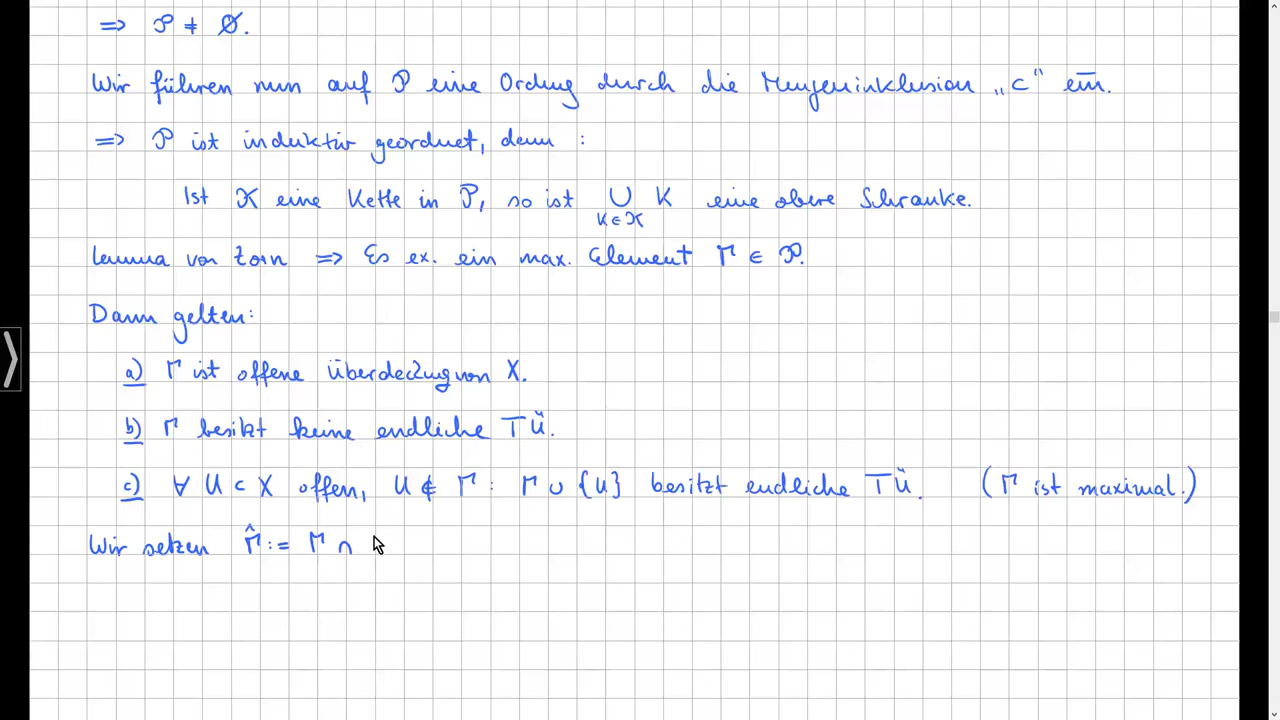 ⇒ 𝒫 ≠ Ø.
Wir führen nun auf 𝒫 eine Ordng durch die Mengeninklusion „⊂“ ein.
⇒ 𝒫 ist induktiv geordnet, denn :
Ist 𝒦 eine Kette in 𝒫, so ist ∪ K eine obere Schranke.
K∈𝒦
Lemma von Zorn ⇒ Es ex. ein max. Element Γ ∈ 𝒫.
Dann gelten:
a) Γ ist offene Überdeckung von X.
b) Γ besitzt keine endliche TÜ.
c) ∀ U ⊂ X offen, U ∉ Γ : Γ ∪ {U} besitzt endliche TÜ. (Γ ist maximal.)
Wir setzen Γ̂ := Γ ∩